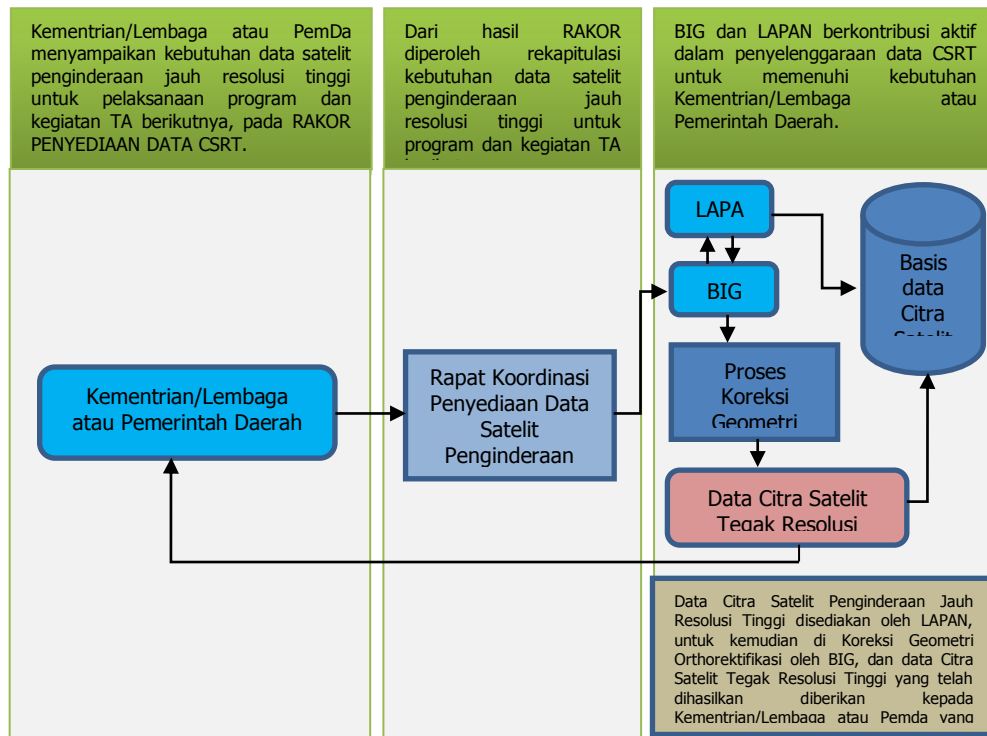 Kementrian/Lembaga atau PemDa
menyampaikan kebutuhan data satelit
penginderaan jauh resolusi tinggi
untuk pelaksanaan program dan
kegiatan TA berikutnya, pada RAKOR
PENYEDIAAN DATA CSRT.
Dari hasil RAKOR
diperoleh rekapitulasi
kebutuhan data satelit
penginderaan jauh
resolusi tinggi untuk
program dan kegiatan TA
BIG dan LAPAN berkontribusi aktif
dalam penyelenggaraan data CSRT
untuk memenuhi kebutuhan
Kementrian/Lembaga atau
Pemerintah Daerah.
LAPA
BIG
Basis
data
Citra
Satelit
Proses
Koreksi
Geometri
Kementrian/Lembaga
atau Pemerintah Daerah
Rapat Koordinasi
Penyediaan Data
Satelit
Penginderaan
Data Citra Satelit
Tegak Resolusi
Data Citra Satelit Penginderaan Jauh
Resolusi Tinggi disediakan oleh LAPAN,
untuk kemudian di Koreksi Geometri
Orthorektifikasi oleh BIG, dan data Citra
Satelit Tegak Resolusi Tinggi yang telah
dihasilkan diberikan kepada
Kementrian/Lembaga atau Pemda yang